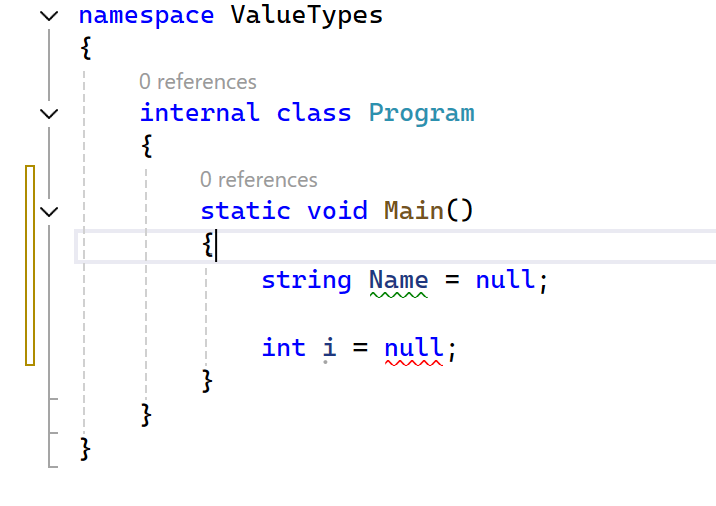 namespace ValueTypes
{
0 references
internal class Program
{
0 references
static void Main()
{
string Name = null;
int i = null;
}
}
}